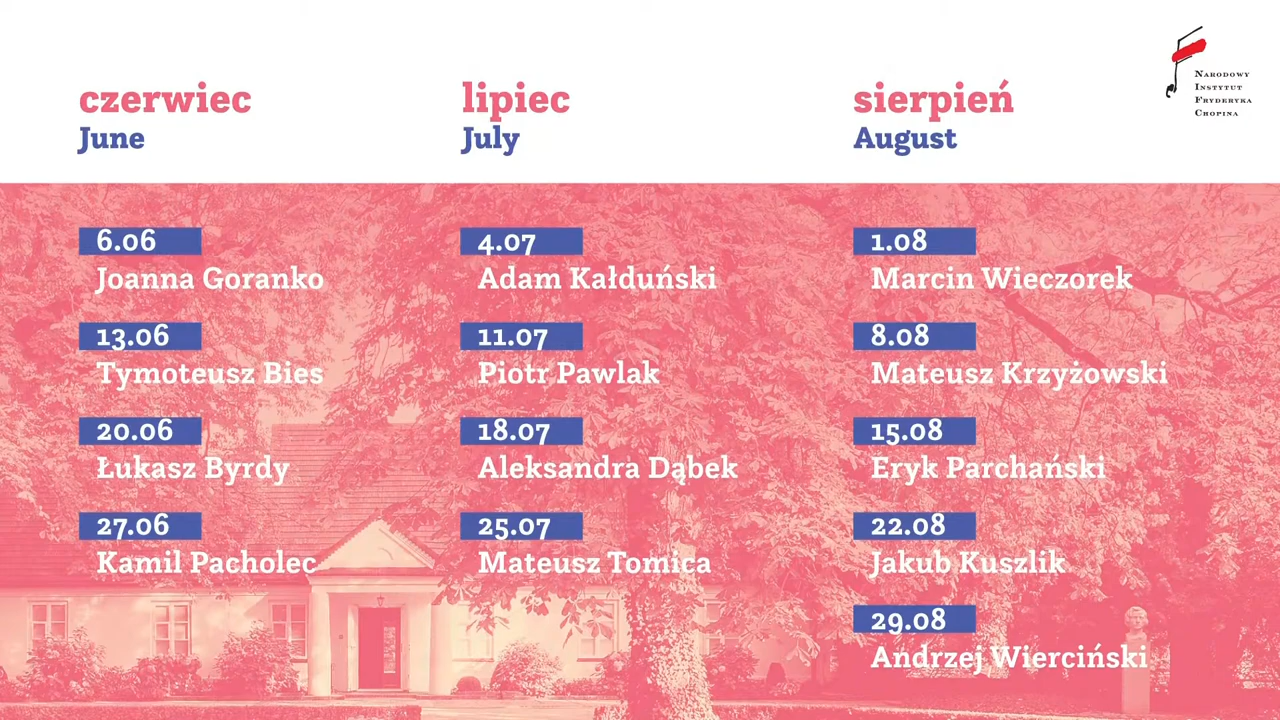 Narodowy
Instytut
Fryderyka
Chopina
czerwiec
June
6.06
Joanna Goranko
13.06
Tymoteusz Bies
20.06
Łukasz Byrdy
27.06
Kamil Pacholec
lipiec
July
4.07
Adam Kałduński
11.07
Piotr Pawlak
18.07
Aleksandra Dąbek
25.07
Mateusz Tomica
sierpień
August
1.08
Marcin Wieczorek
8.08
Mateusz Krzyżowski
15.08
Eryk Parchański
22.08
Jakub Kuszlik
29.08
Andrzej Wierciński